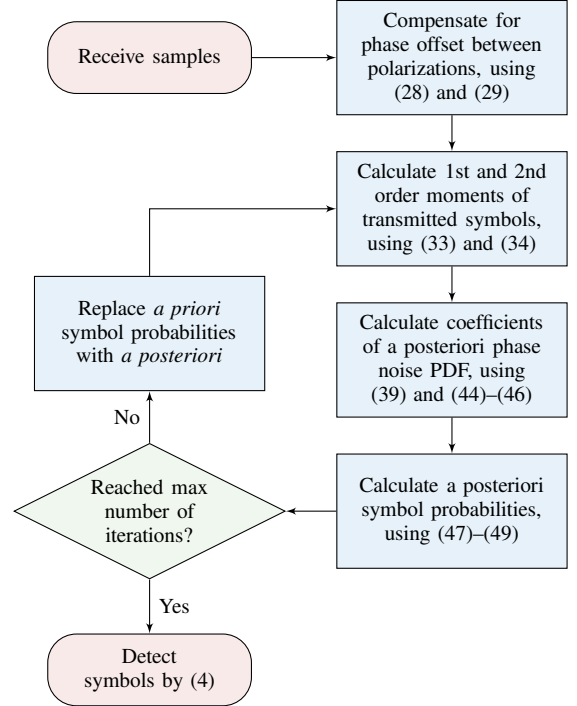 Receive samples
Compensate for
phase offset between
polarizations, using
(28) and (29)
Calculate 1st and 2nd
order moments of
transmitted symbols,
using (33) and (34)
Calculate coefficients
of a posteriori phase
noise PDF, using
(39) and (44)–(46)
Calculate a posteriori
symbol probabilities,
using (47)–(49)
Reached max
number of
iterations?
No
Replace a priori
symbol probabilities
with a posteriori
Yes
Detect
symbols by (4)